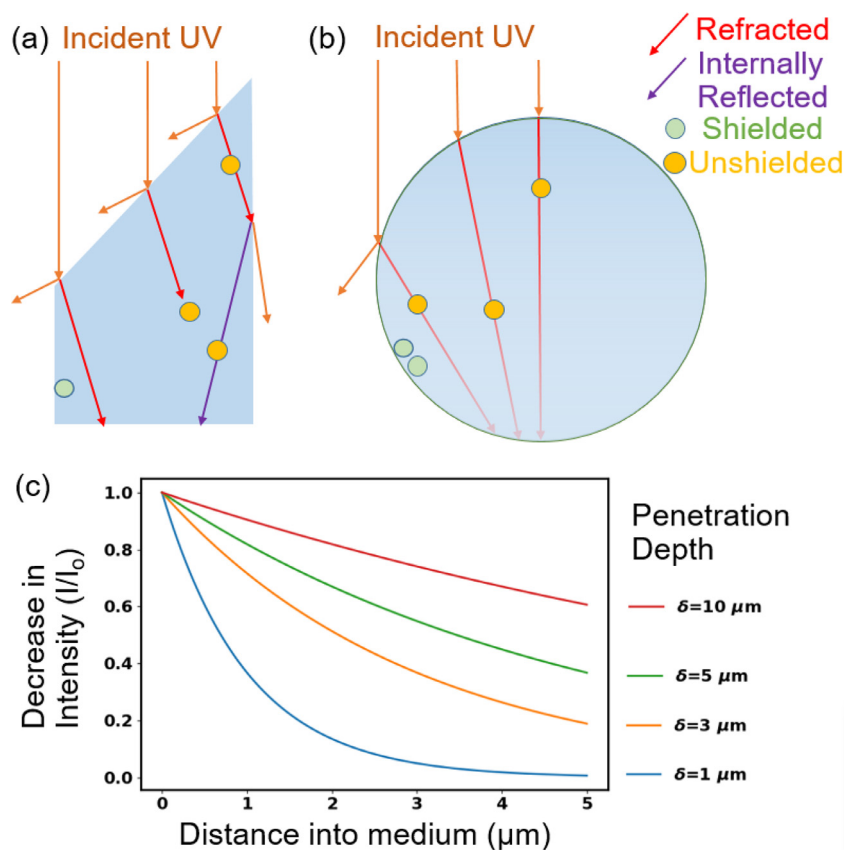 (a) Incident UV
(b) Incident UV
Refracted
Internally
Reflected
Shielded
Unshielded
(c)
Decrease in
Intensity (I/Io)
1.0
0.8
0.6
0.4
0.2
0.0
0 1 2 3 4 5
Distance into medium (μm)
Penetration
Depth
δ=10 μm
δ=5 μm
δ=3 μm
δ=1 μm